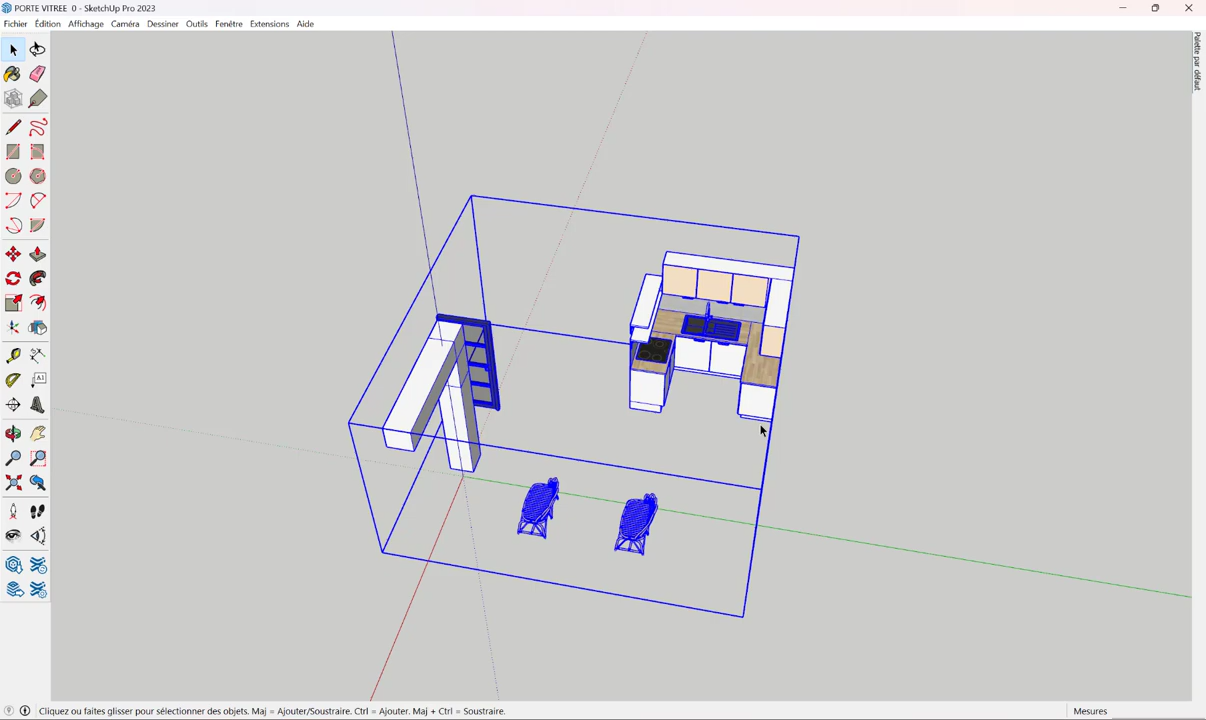 PORTE VITREE 0 - SketchUp Pro 2023
Fichier Édition Affichage Caméra Dessiner Outils Fenêtre Extensions Aide
Palette par défaut
A1
Cliquez ou faites glisser pour sélectionner des objets. Maj = Ajouter/Soustraire. Ctrl = Ajouter. Maj + Ctrl = Soustraire.
Mesures